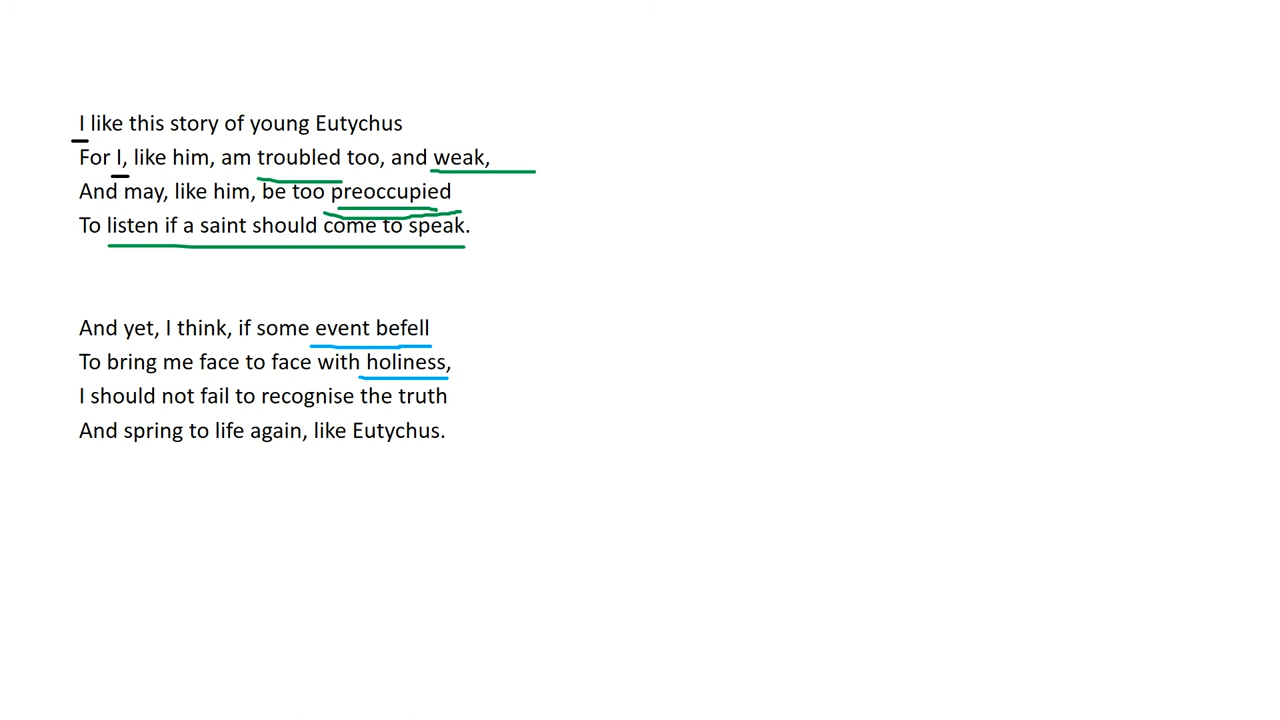 I like this story of young Eutychus
For I, like him, am troubled too, and weak,
And may, like him, be too preoccupied
To listen if a saint should come to speak.
And yet, I think, if some event befell
To bring me face to face with holiness,
I should not fail to recognise the truth
And spring to life again, like Eutychus.